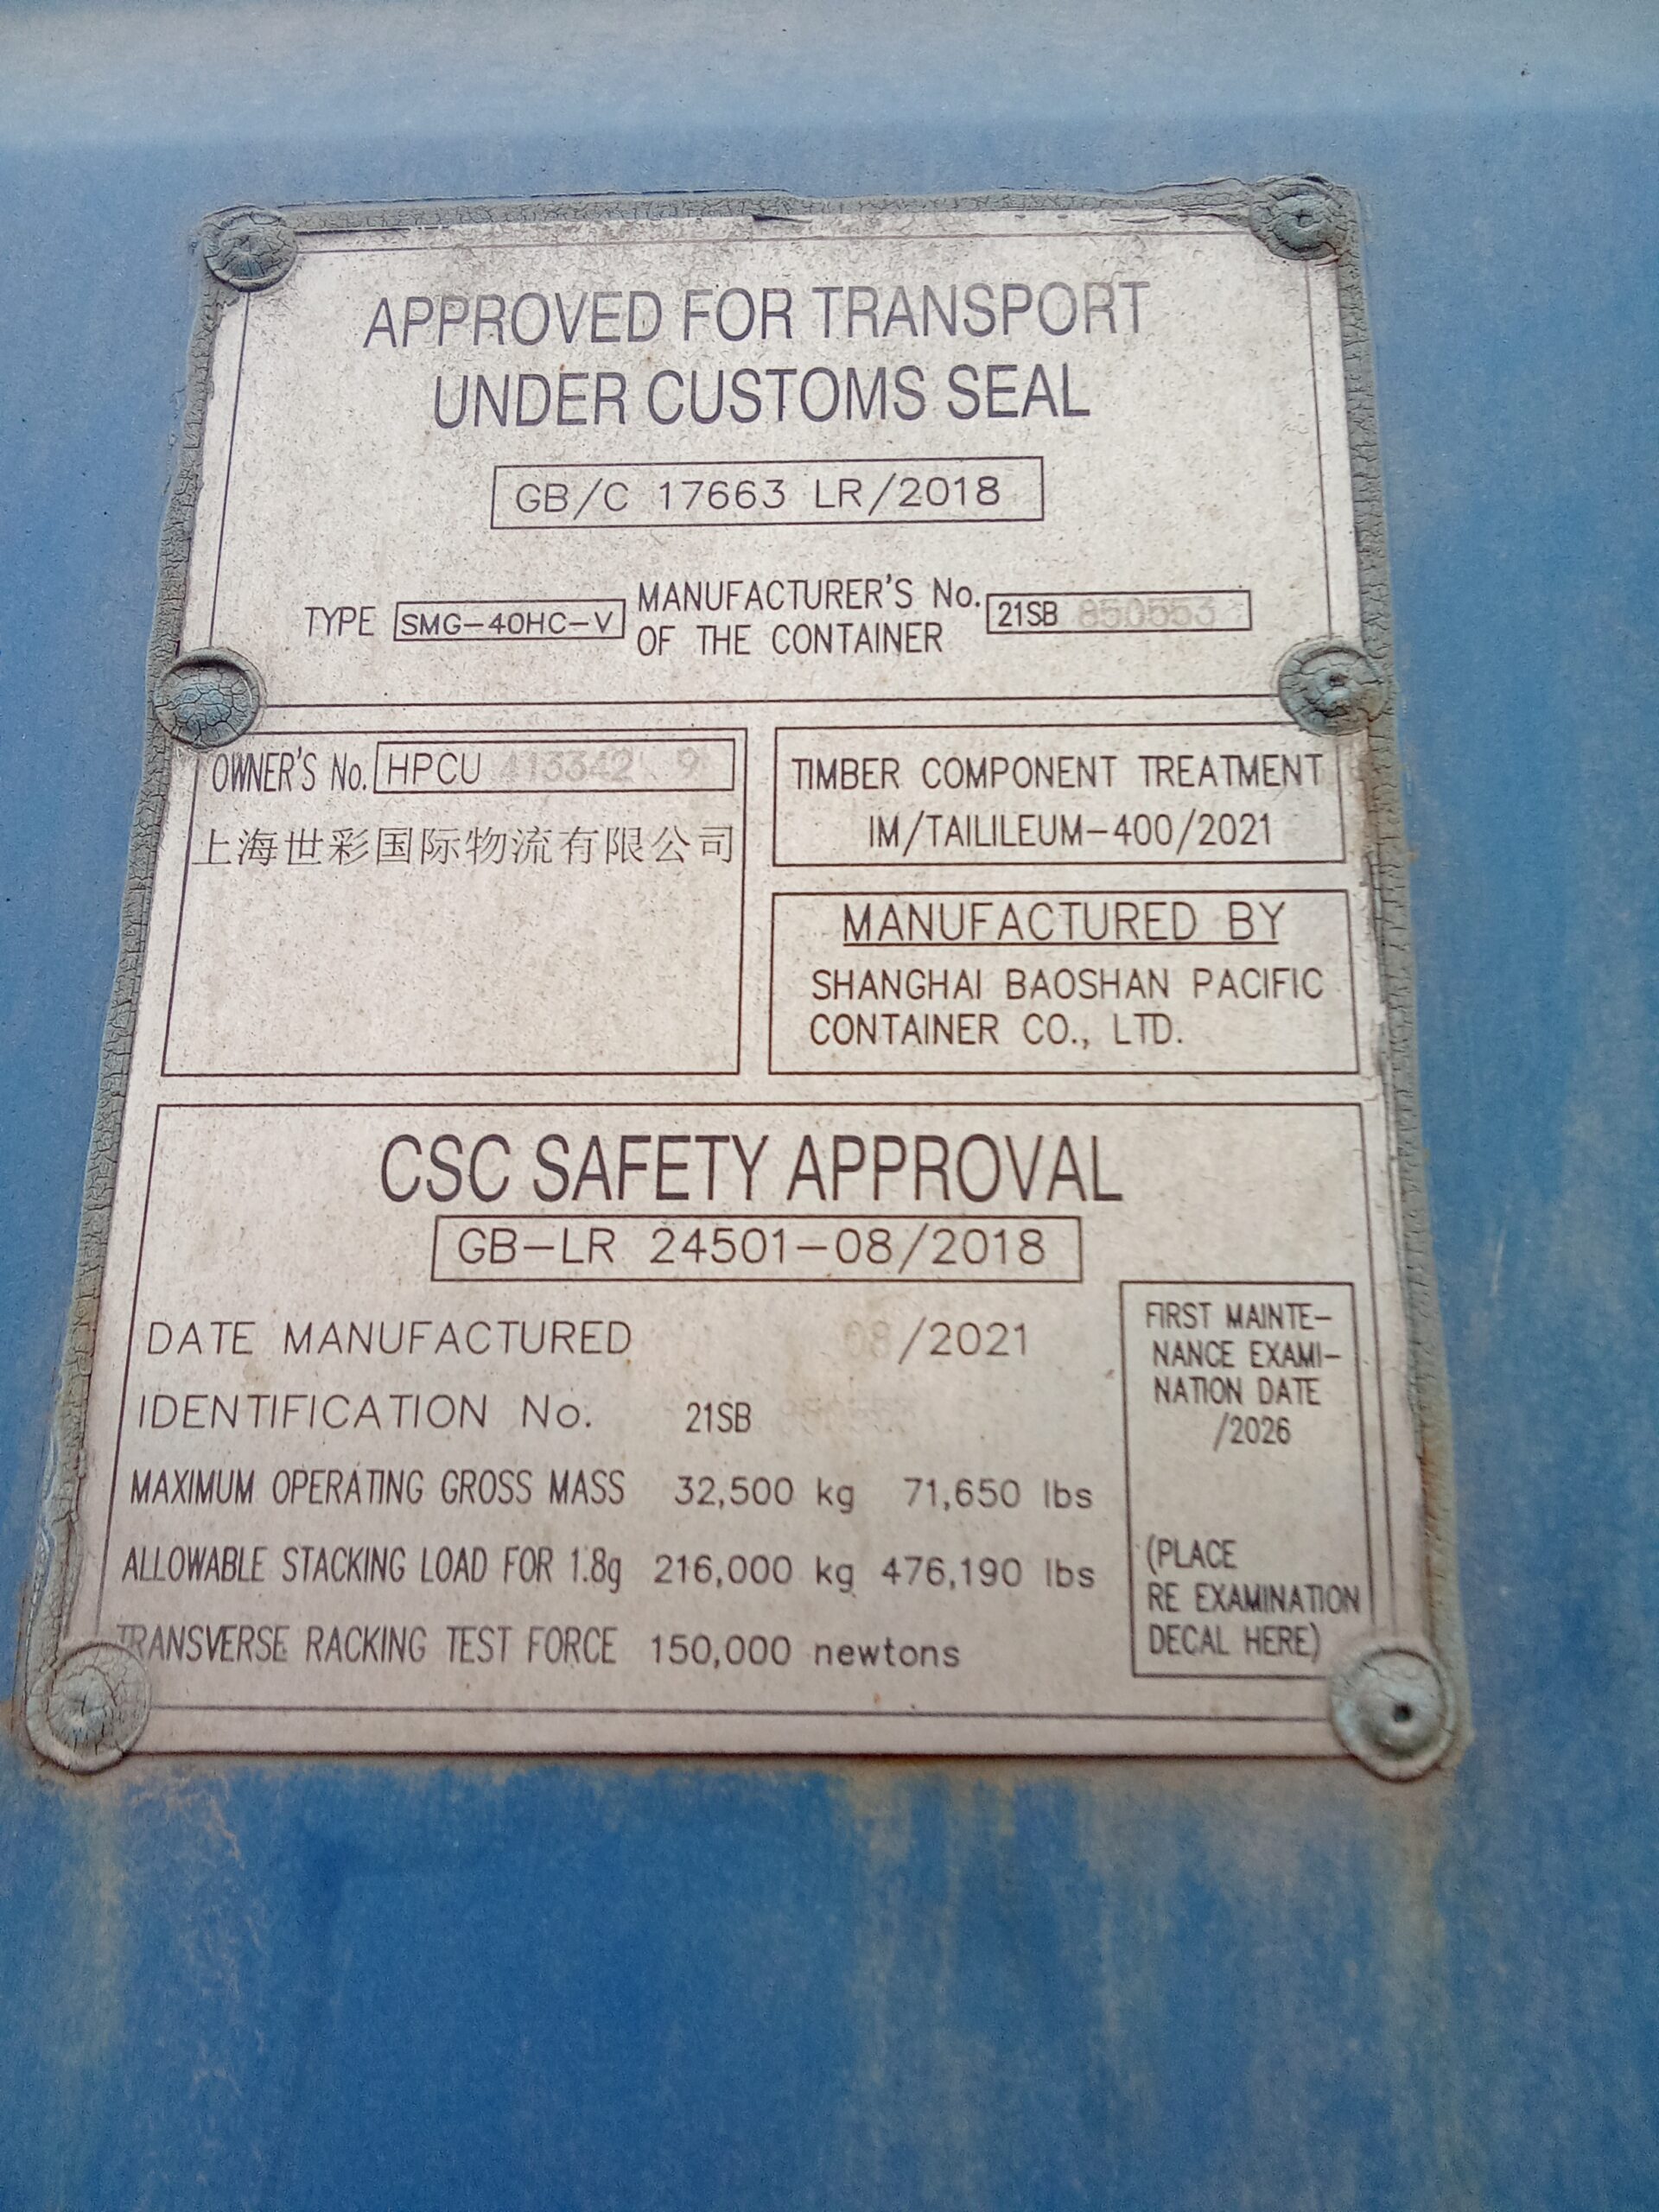 APPROVED FOR TRANSPORT
UNDER CUSTOMS SEAL
GB/C 17663 LR/2018
TYPE SMG-40HC-V MANUFACTURER'S No. OF THE CONTAINER 21SB 850553
OWNER'S No. HPCU 413342 9
上海世彩国际物流有限公司
TIMBER COMPONENT TREATMENT
IM/TAILILEUM-400/2021
MANUFACTURED BY
SHANGHAI BAOSHAN PACIFIC
CONTAINER CO., LTD.
CSC SAFETY APPROVAL
GB-LR 24501-08/2018
DATE MANUFACTURED 08/2021
IDENTIFICATION No. 21SB
MAXIMUM OPERATING GROSS MASS 32,500 kg 71,650 lbs
ALLOWABLE STACKING LOAD FOR 1.8g 216,000 kg 476,190 lbs
TRANSVERSE RACKING TEST FORCE 150,000 newtons
FIRST MAINTE-
NANCE EXAMI-
NATION DATE
/2026
(PLACE
RE EXAMINATION
DECAL HERE)